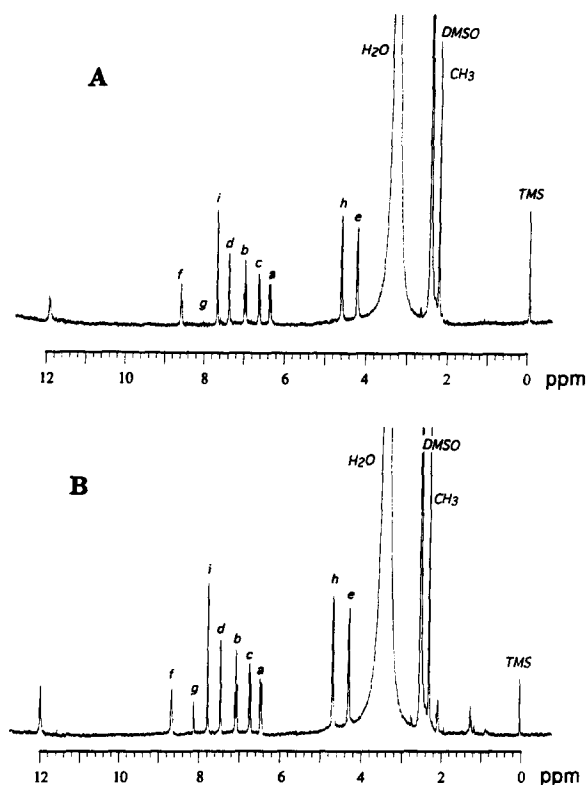 A
H2O
DMSO
CH3
TMS
i
h
e
d
b
c
a
f
g
12 10 8 6 4 2 0 ppm
B
H2O
DMSO
CH3
TMS
i
h
e
d
b
c
a
f
g
12 10 8 6 4 2 0 ppm